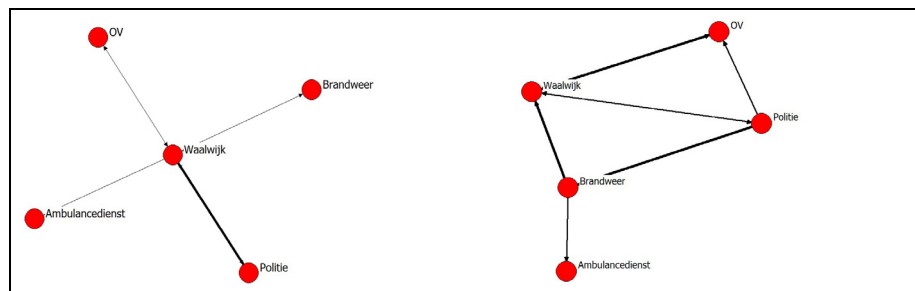 OV
Brandweer
Waalwijk
Ambulancedienst
Politie
OV
Waalwijk
Politie
Brandweer
Ambulancedienst